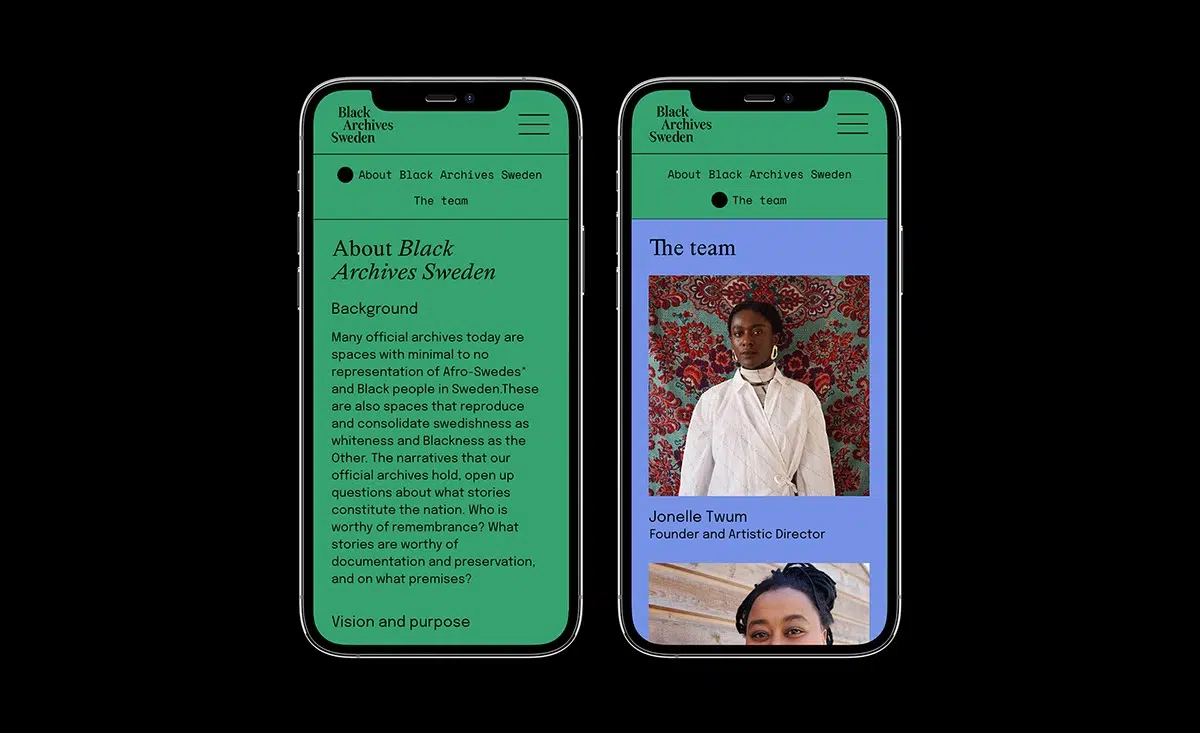 Black
Archives
Sweden
About Black Archives Sweden
The team
About Black
Archives Sweden
Background
Many official archives today are
spaces with minimal to no
representation of Afro-Swedes*
and Black people in Sweden.These
are also spaces that reproduce
and consolidate swedishness as
whiteness and Blackness as the
Other. The narratives that our
official archives hold, open up
questions about what stories
constitute the nation. Who is
worthy of remembrance? What
stories are worthy of
documentation and preservation,
and on what premises?
Vision and purpose
Black
Archives
Sweden
About Black Archives Sweden
The team
The team
Jonelle Twum
Founder and Artistic Director